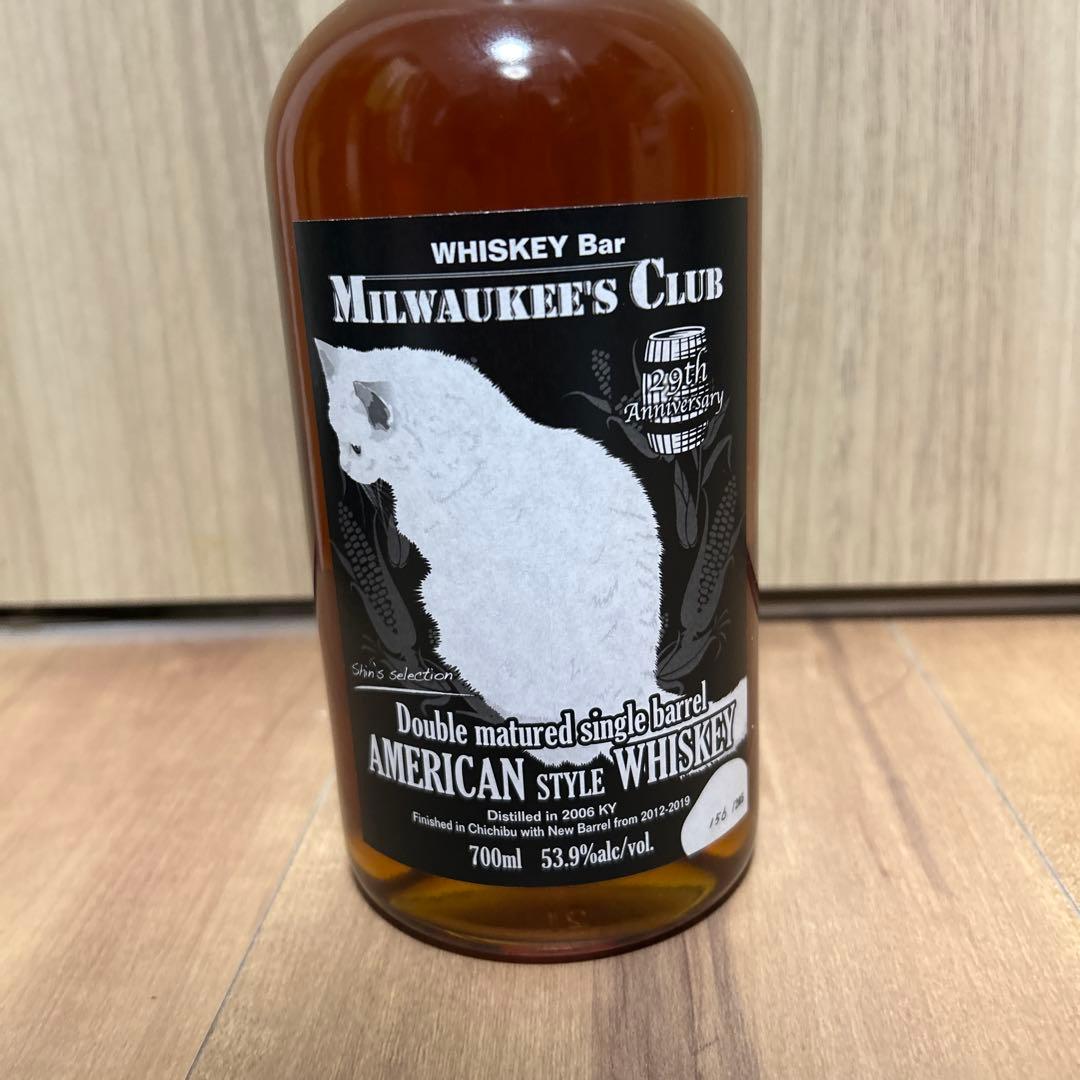 WHISKEY Bar
MILWAUKEE'S CLUB
29th
Anniversary
Shin's selection
Double matured single barrel
AMERICAN STYLE WHISKEY
Distilled in 2006 KY
Finished in Chichibu with New Barrel from 2012-2019
700ml 53.9%alc/vol.
156 /